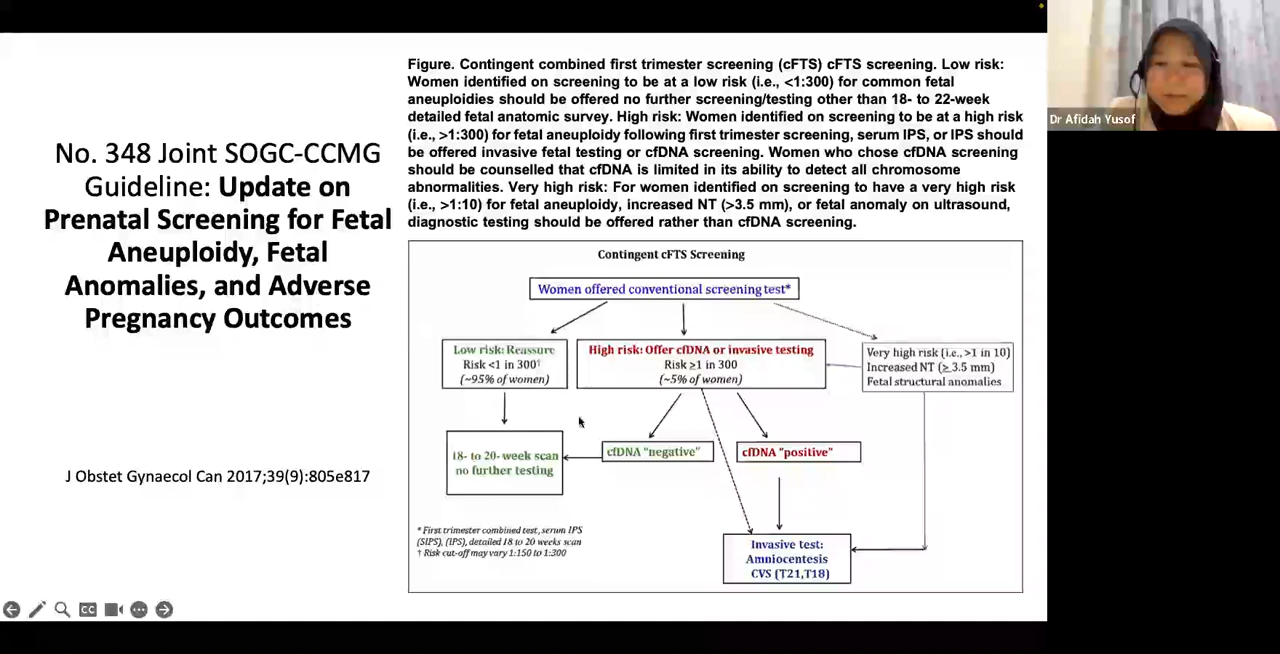 No. 348 Joint SOGC-CCMG
Guideline: Update on
Prenatal Screening for Fetal
Aneuploidy, Fetal
Anomalies, and Adverse
Pregnancy Outcomes
J Obstet Gynaecol Can 2017;39(9):805e817
Figure. Contingent combined first trimester screening (cFTS) cFTS screening. Low risk:
Women identified on screening to be at a low risk (i.e., <1:300) for common fetal
aneuploidies should be offered no further screening/testing other than 18- to 22-week
detailed fetal anatomic survey. High risk: Women identified on screening to be at a high risk
(i.e., >1:300) for fetal aneuploidy following first trimester screening, serum IPS, or IPS should
be offered invasive fetal testing or cfDNA screening. Women who chose cfDNA screening
should be counselled that cfDNA is limited in its ability to detect all chromosome
abnormalities. Very high risk: For women identified on screening to have a very high risk
(i.e., >1:10) for fetal aneuploidy, increased NT (>3.5 mm), or fetal anomaly on ultrasound,
diagnostic testing should be offered rather than cfDNA screening.
Contingent cFTS Screening
Women offered conventional screening test*
Low risk: Reassure
Risk <1 in 300†
(~95% of women)
High risk: Offer cfDNA or invasive testing
Risk ≥1 in 300
(~5% of women)
Very high risk (i.e., >1 in 10)
Increased NT (≥3.5 mm)
Fetal structural anomalies
18- to 20-week scan
no further testing
cfDNA "negative"
cfDNA "positive"
Invasive test:
Amniocentesis
CVS (T21,T18)
* First trimester combined test, serum IPS
(SIPS), (IPS), detailed 18 to 20 weeks scan
† Risk cut-off may vary 1:150 to 1:300
Dr Afidah Yusof
CC